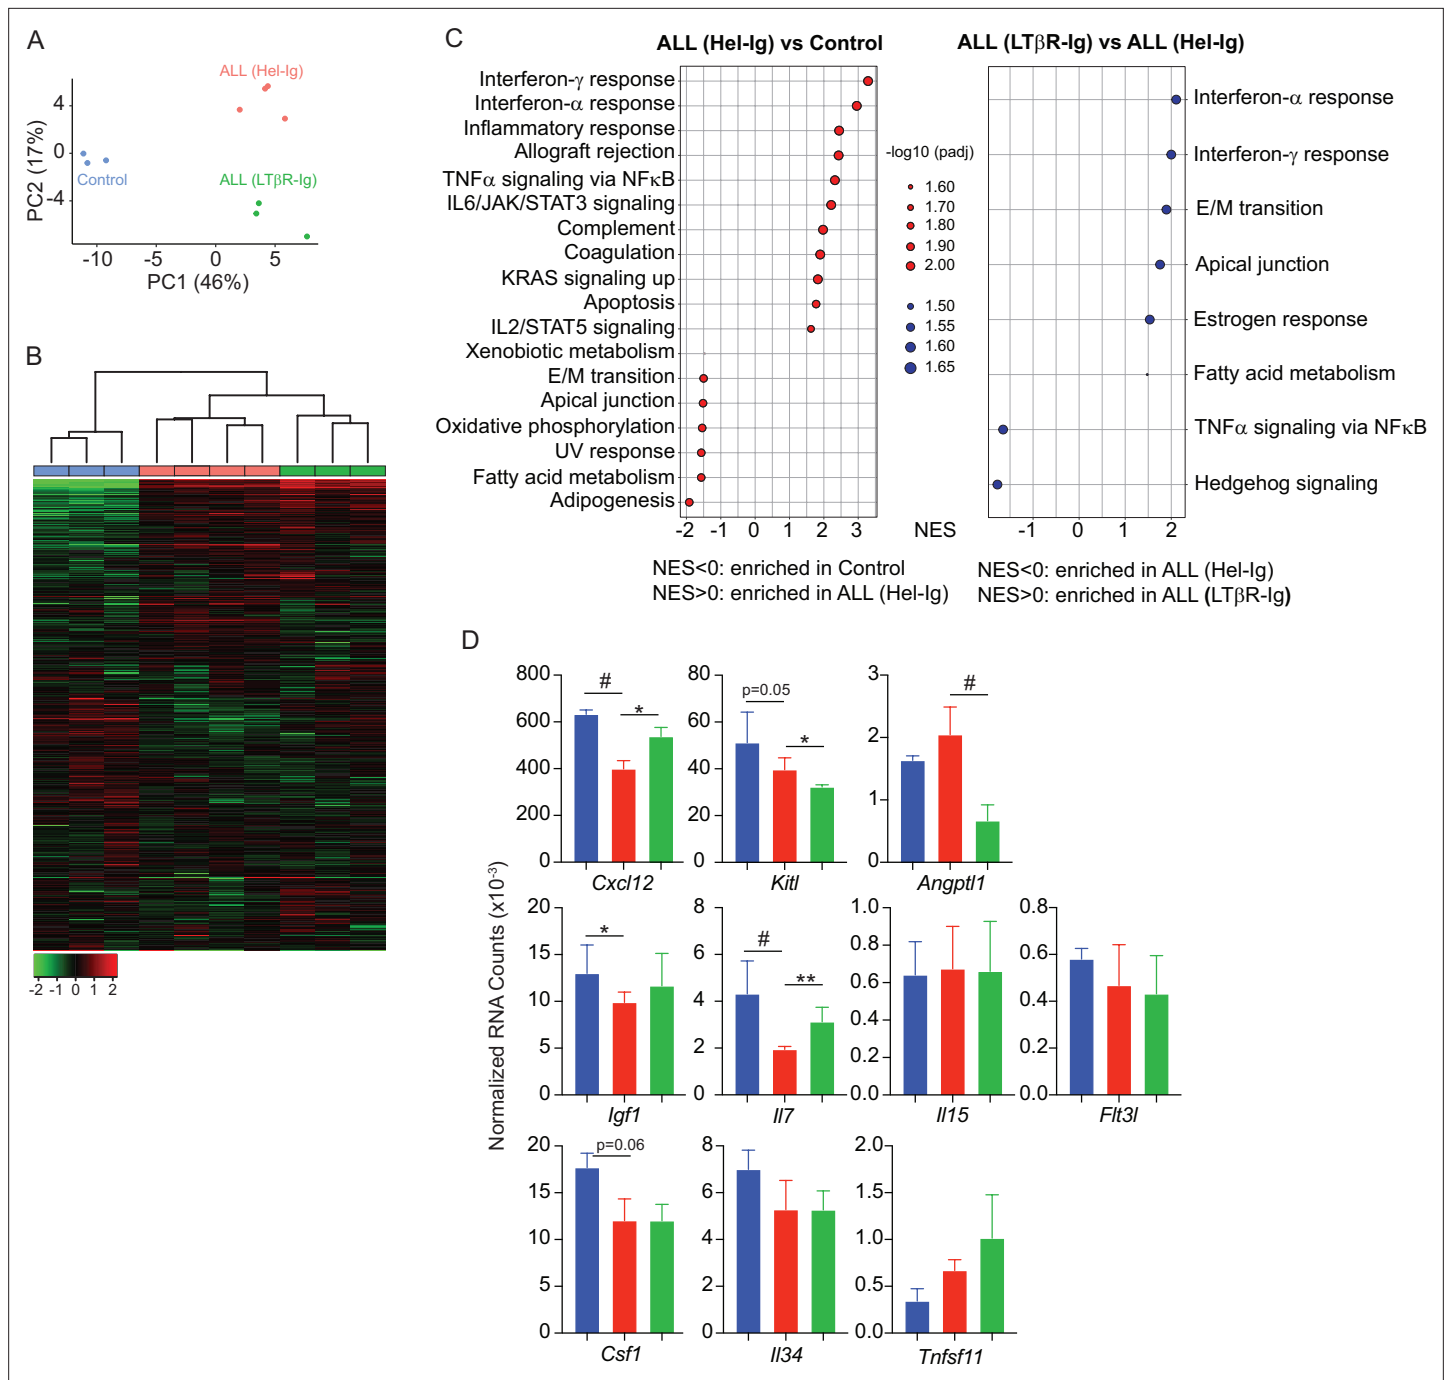 A
ALL (Hel-Ig)
4
0
-4
Control
ALL (LTβR-Ig)
PC2 (17%)
-10 -5 0 5
PC1 (46%)
B
-2 -1 0 1 2
C
ALL (Hel-Ig) vs Control
Interferon-γ response
Interferon-α response
Inflammatory response
Allograft rejection
TNFα signaling via NFκB
IL6/JAK/STAT3 signaling
Complement
Coagulation
KRAS signaling up
Apoptosis
IL2/STAT5 signaling
Xenobiotic metabolism
E/M transition
Apical junction
Oxidative phosphorylation
UV response
Fatty acid metabolism
Adipogenesis
-2 -1 0 1 2 3
NES
NES<0: enriched in Control
NES>0: enriched in ALL (Hel-Ig)
-log10 (padj)
1.60
1.70
1.80
1.90
2.00
1.50
1.55
1.60
1.65
ALL (LTβR-Ig) vs ALL (Hel-Ig)
Interferon-α response
Interferon-γ response
E/M transition
Apical junction
Estrogen response
Fatty acid metabolism
TNFα signaling via NFκB
Hedgehog signaling
-1 0 1 2
NES<0: enriched in ALL (Hel-Ig)
NES>0: enriched in ALL (LTβR-Ig)
D
Normalized RNA Counts (x10⁻³)
800
600
400
200
0
#
*
Cxcl12
80
60
40
20
0
p=0.05
*
Kitl
3
2
1
0
#
Angptl1
20
15
10
5
0
*
Igf1
8
6
4
2
0
#
**
Il7
1.0
0.8
0.6
0.4
0.2
0.0
Il15
0.8
0.6
0.4
0.2
0.0
Flt3l
20
15
10
5
0
p=0.06
Csf1
8
6
4
2
0
Il34
2.0
1.5
1.0
0.5
0.0
Tnfsf11